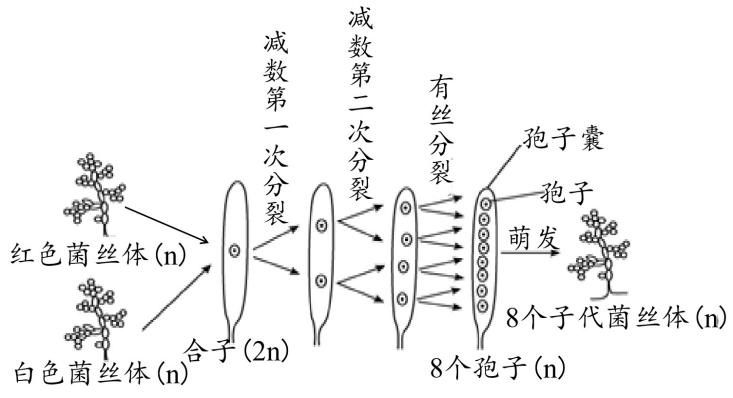 减数第一次分裂
减数第二次分裂
有丝分裂
孢子囊
孢子
萌发
红色菌丝体(n)
白色菌丝体(n)
合子(2n)
8个孢子(n)
8个子代菌丝体(n)